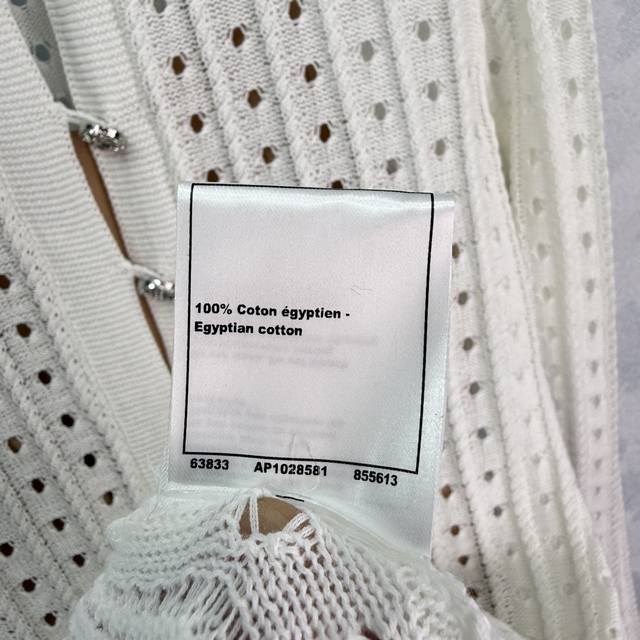 100% Coton égyptien -
Egyptian cotton
63833 AP1028581 855613